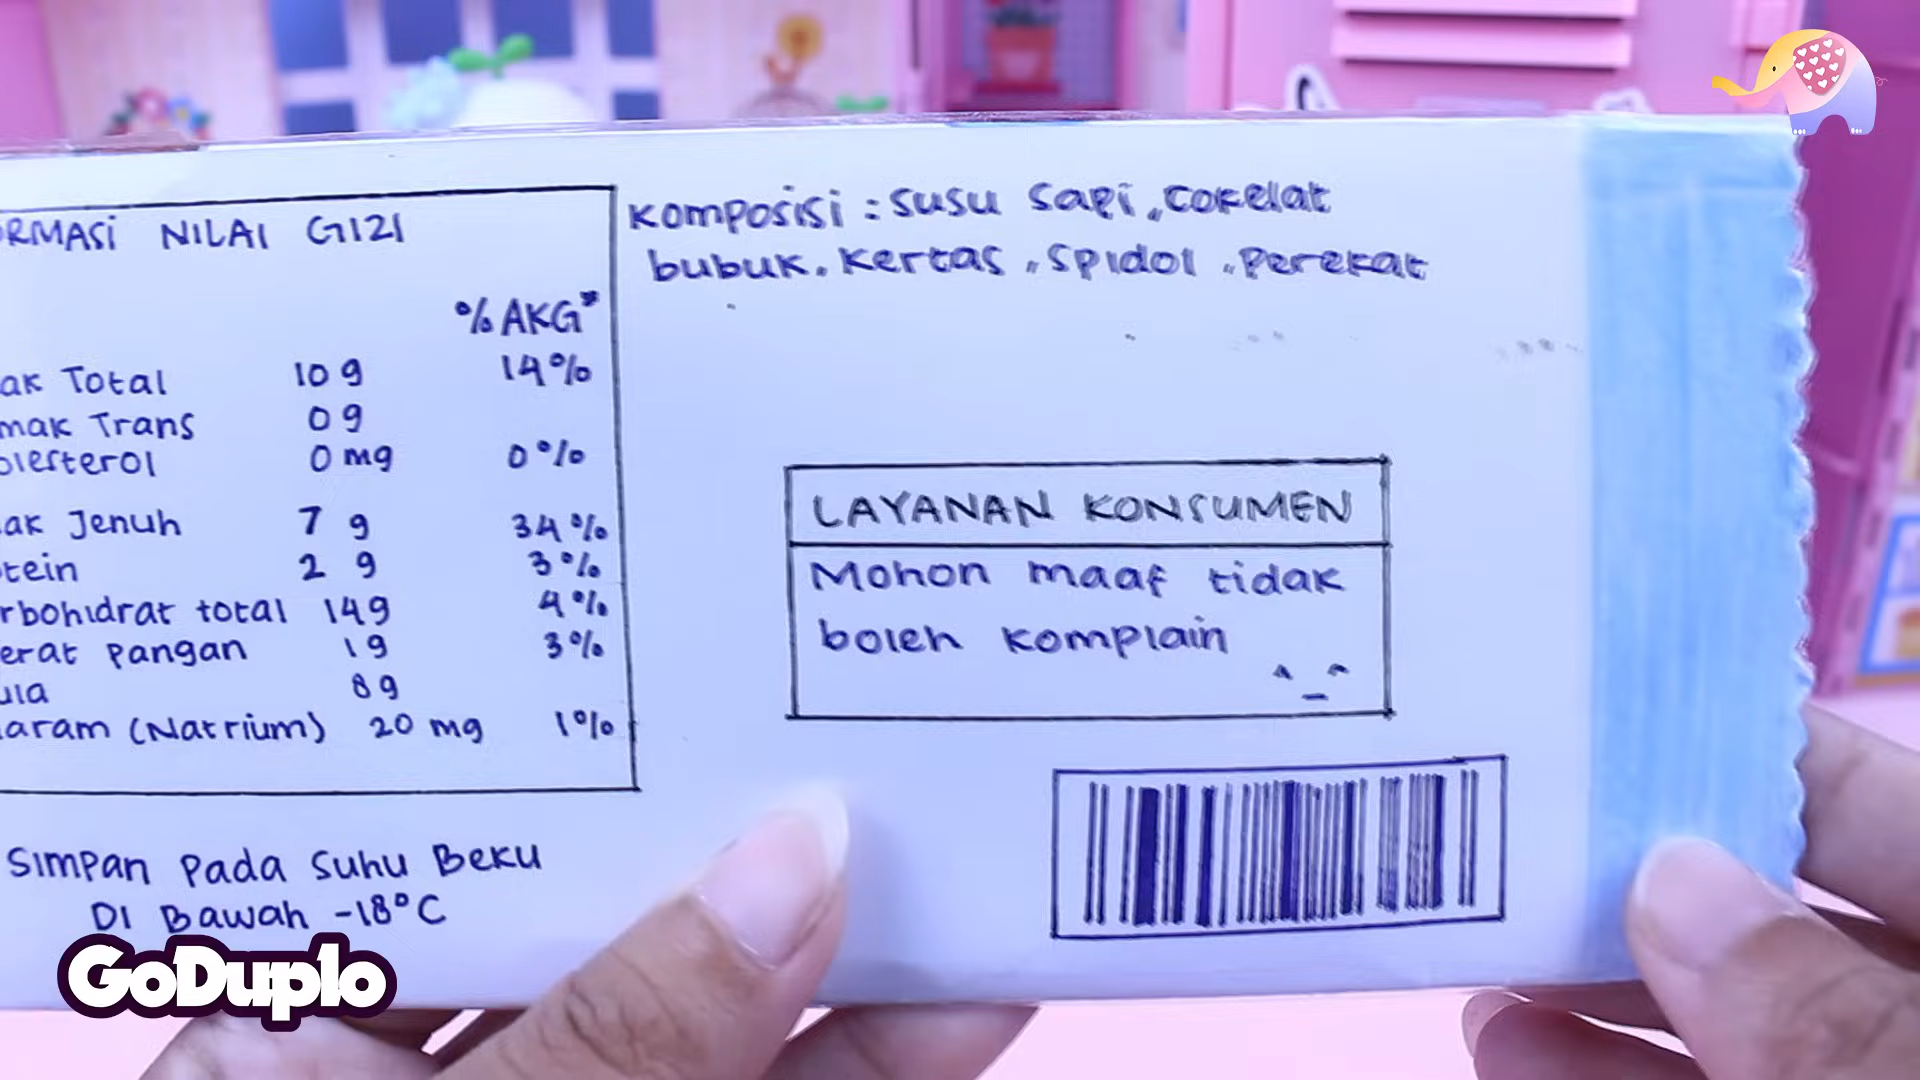 RMASI NILAI GIZI
% AKG*
ak Total 10 g 14%
mak Trans 0 g
olesterol 0 mg 0%
ak Jenuh 7 g 34%
tein 2 g 3%
rbohidrat total 14g 4%
erat pangan 1g 3%
ula 8g
aram (Natrium) 20 mg 1%
Simpan Pada Suhu Beku
Di Bawah -18°C
Komposisi : susu sapi, cokelat
bubuk, kertas, spidol, perekat
LAYANAN KONSUMEN
Mohon maaf tidak
boleh komplain
^_^
GoDuplo